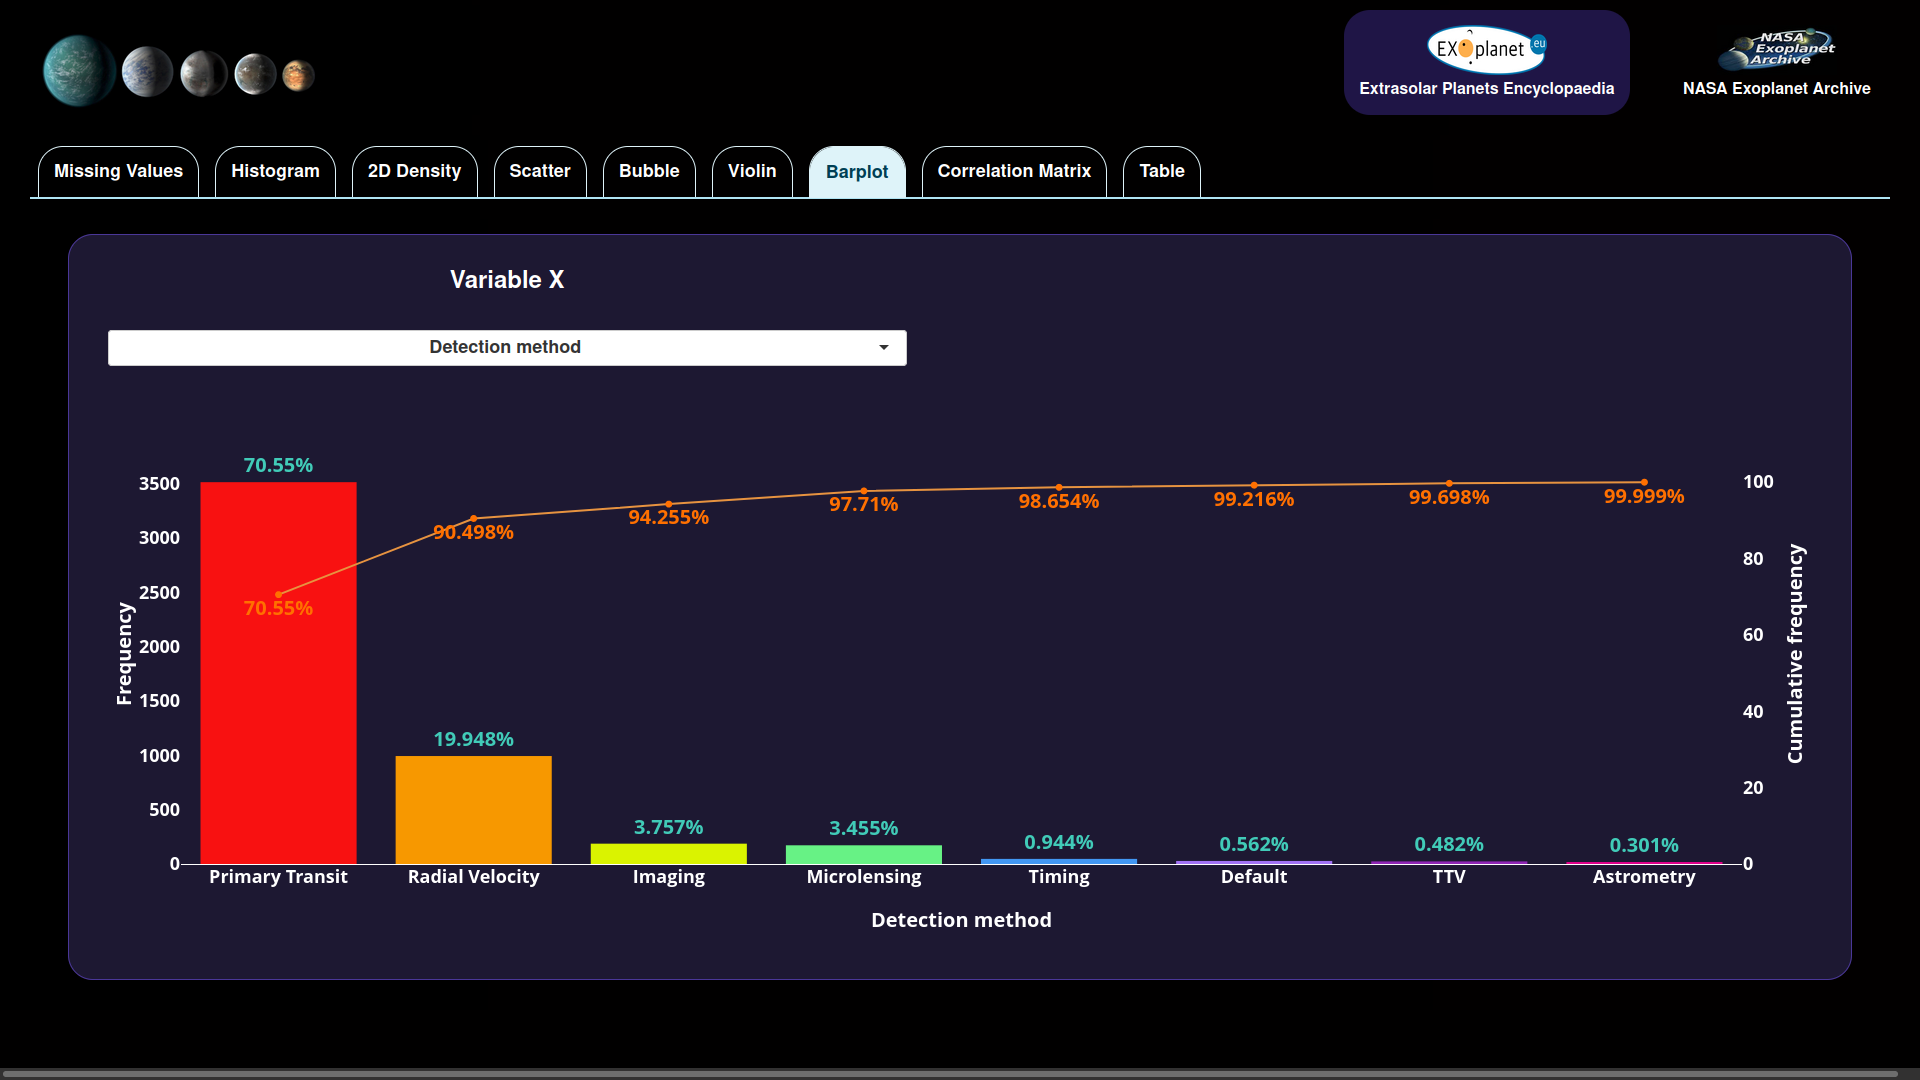 EXoplanet.eu
Extrasolar Planets Encyclopaedia
NASA
Exoplanet
Archive
NASA Exoplanet Archive
Missing Values
Histogram
2D Density
Scatter
Bubble
Violin
Barplot
Correlation Matrix
Table
Variable X
Detection method
Frequency
3500
3000
2500
2000
1500
1000
500
0
70.55%
19.948%
3.757%
3.455%
0.944%
0.562%
0.482%
0.301%
70.55%
90.498%
94.255%
97.71%
98.654%
99.216%
99.698%
99.999%
100
80
60
40
20
0
Cumulative frequency
Primary Transit
Radial Velocity
Imaging
Microlensing
Timing
Default
TTV
Astrometry
Detection method